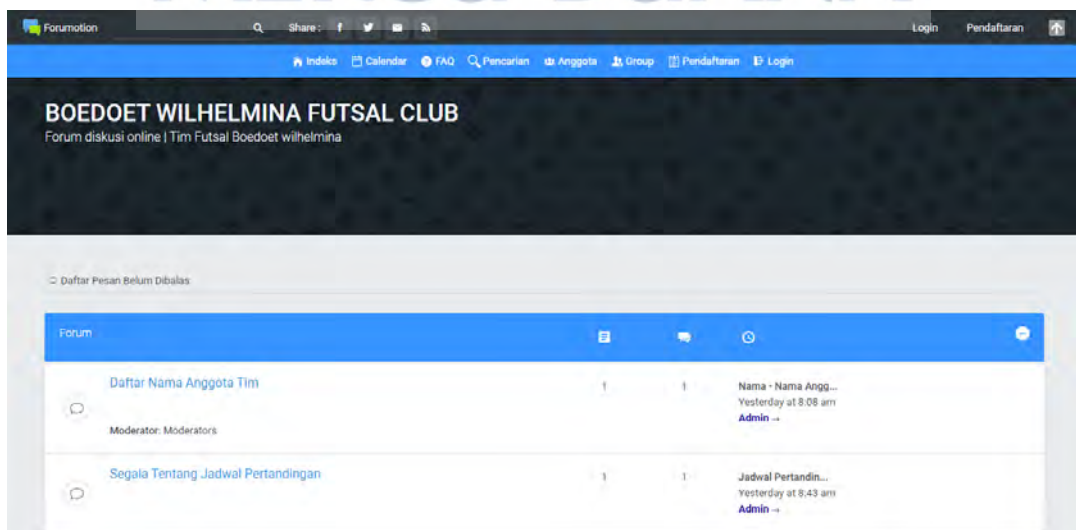 Forumotion Share: Login Pendaftaran
Indeks Calendar FAQ Pencarian Anggota Group Pendaftaran Login
BOEDOET WILHELMINA FUTSAL CLUB
Forum diskusi online | Tim Futsal Boedoet wilhelmina
Daftar Pesan Belum Dibalas
Forum
Daftar Nama Anggota Tim 1 1 Nama - Nama Angg...
Yesterday at 8:08 am
Admin →
Moderator: Moderators
Segala Tentang Jadwal Pertandingan 1 1 Jadwal Pertandin...
Yesterday at 8:43 am
Admin →